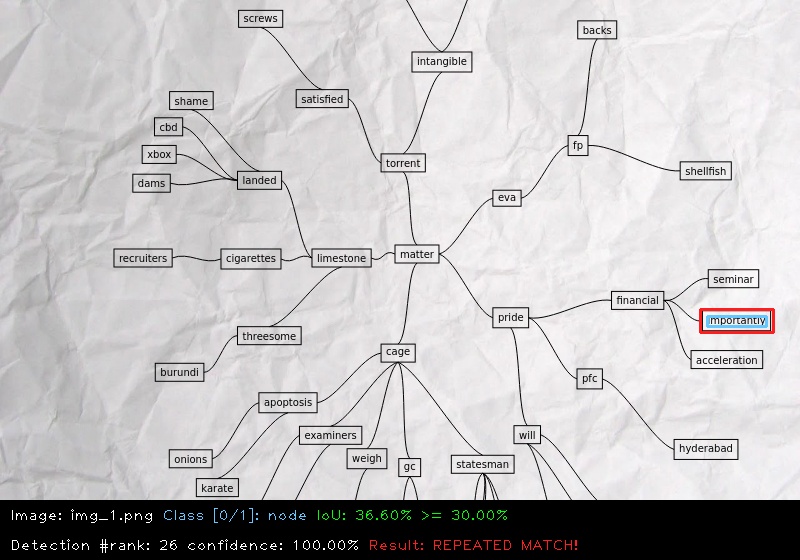 screws
backs
intangible
satisfied
shame
cbd
fp
xbox
torrent
shellfish
landed
dams
eva
matter
recruiters
cigarettes
limestone
seminar
financial
pride
importantly
threesome
cage
acceleration
burundi
pfc
apoptosis
examiners
will
hyderabad
onions
weigh
gc
statesman
karate
Image: img_1.png Class [0/1]: node IoU: 36.60% >= 30.00%
Detection #rank: 26 confidence: 100.00% Result: REPEATED MATCH!